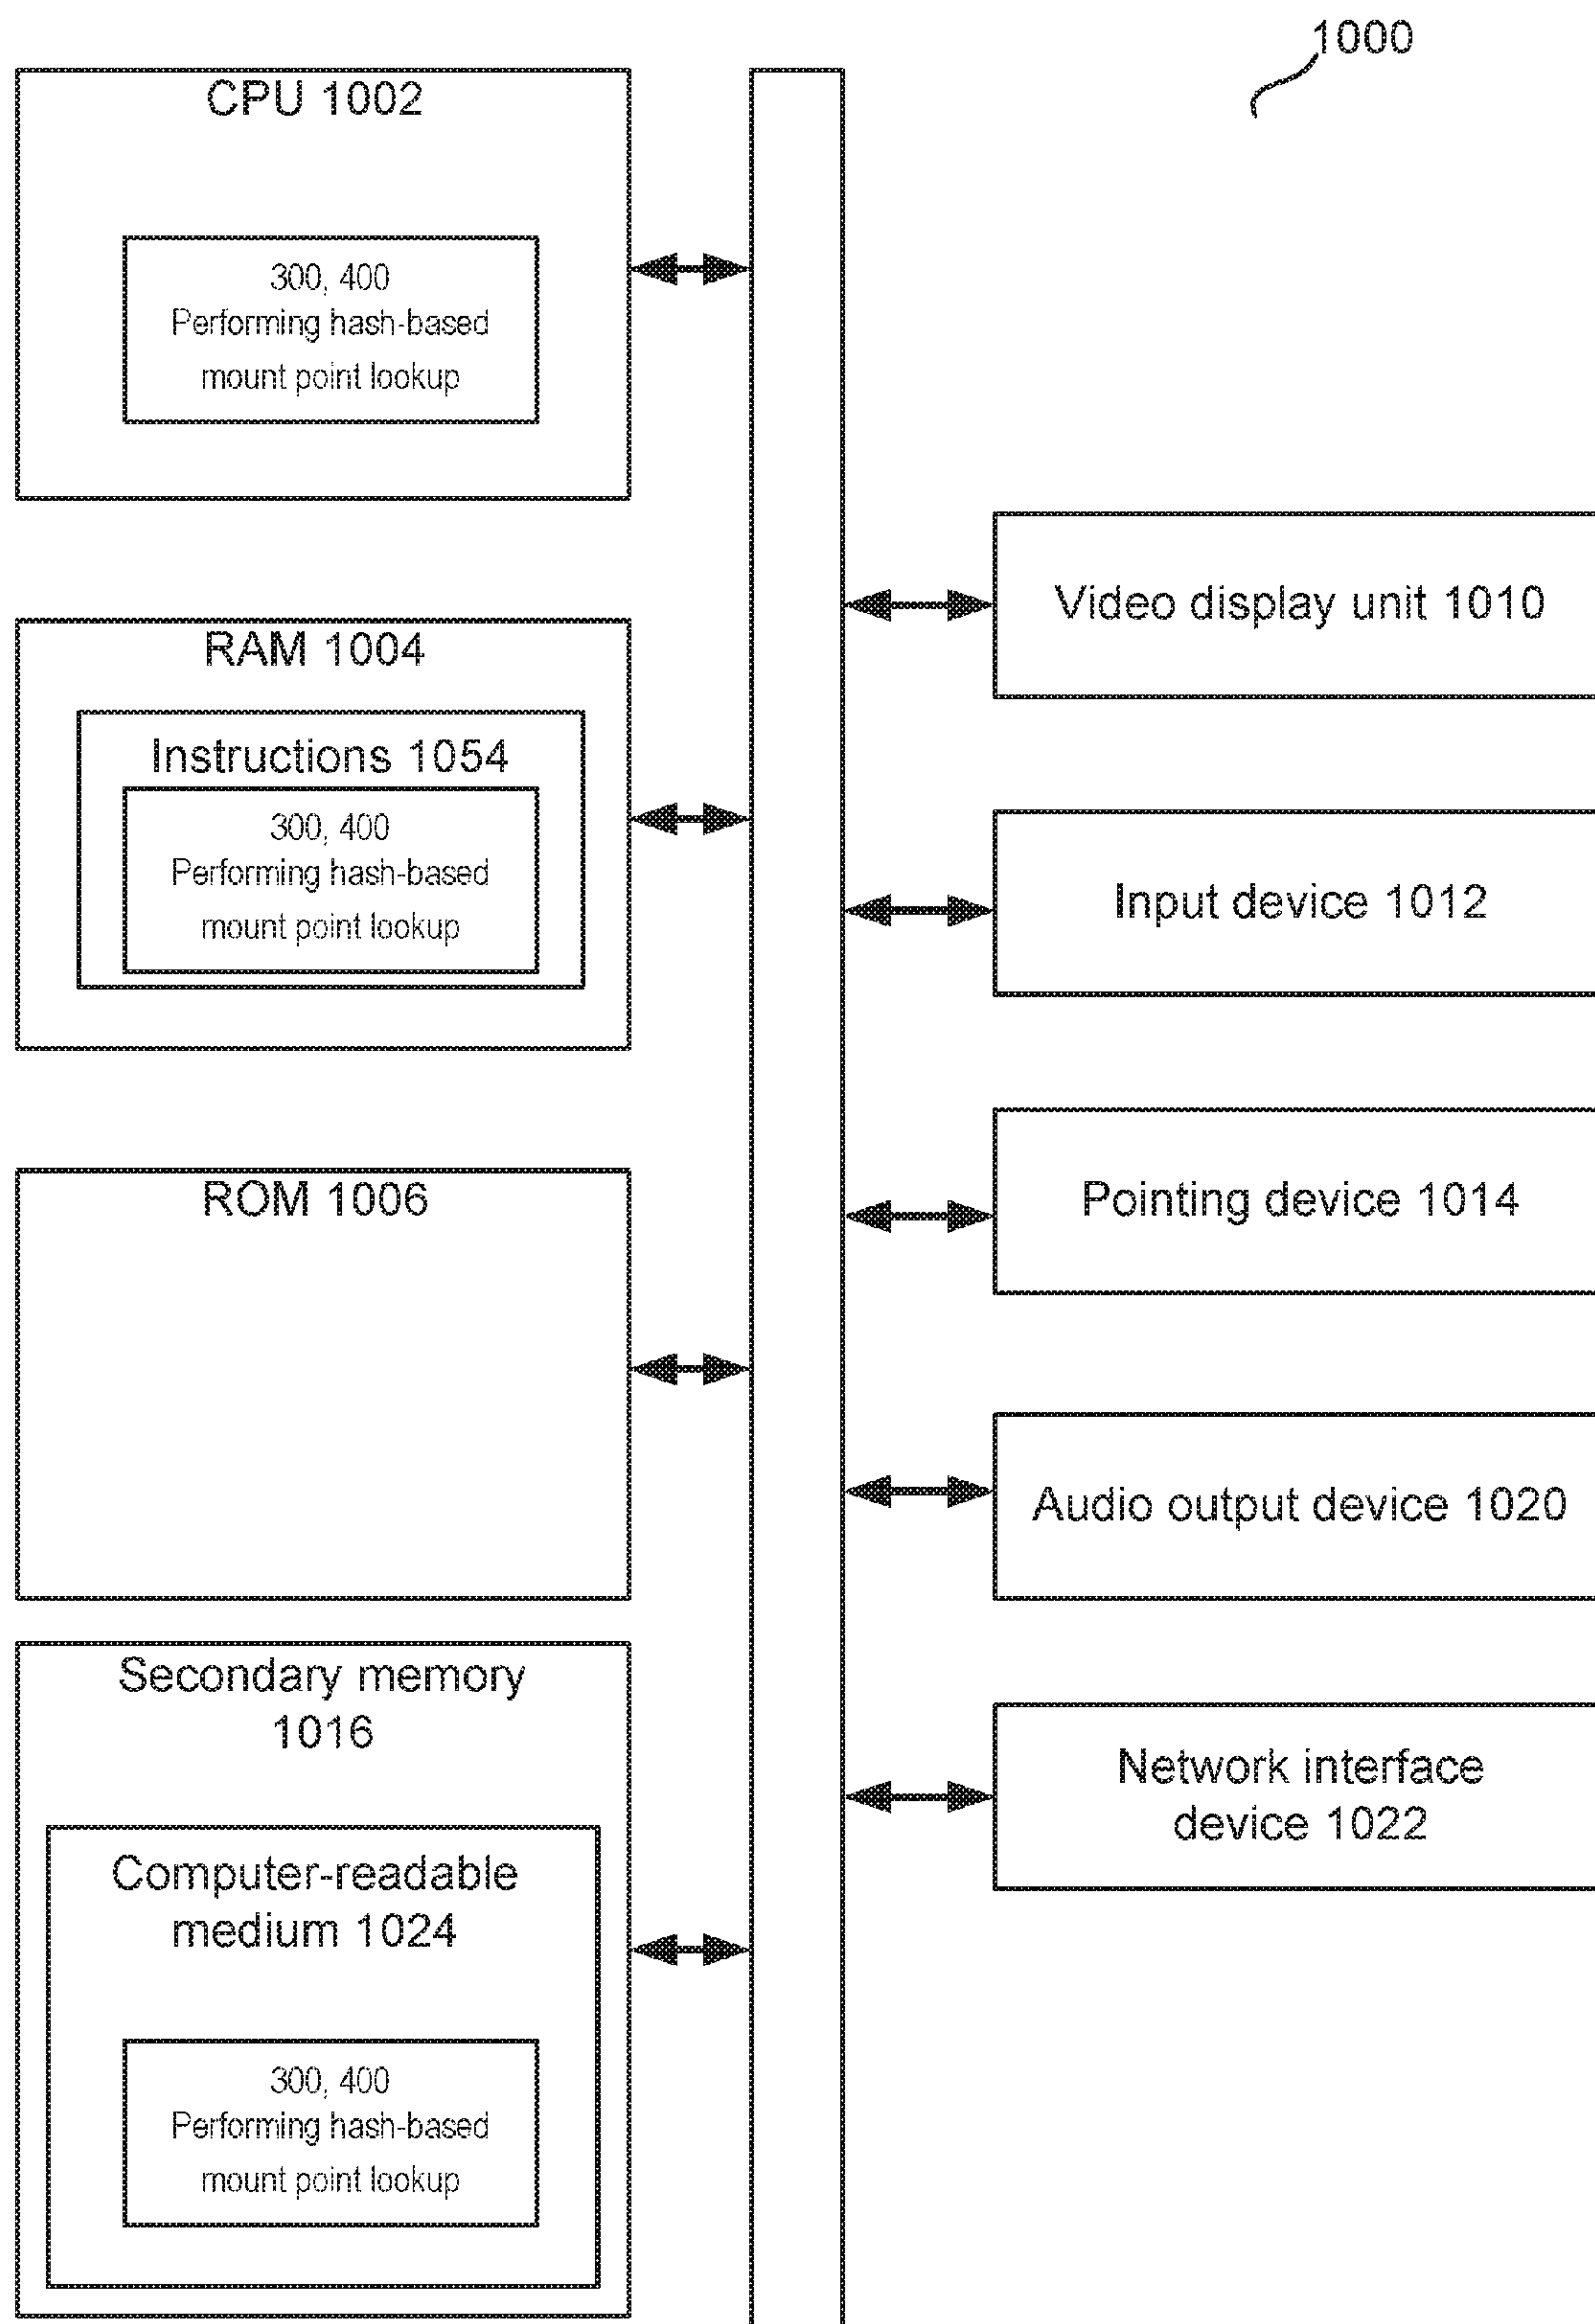 1000
CPU 1002
300, 400
Performing hash-based
mount point lookup
RAM 1004
Instructions 1054
300, 400
Performing hash-based
mount point lookup
ROM 1006
Secondary memory
1016
Computer-readable
medium 1024
300, 400
Performing hash-based
mount point lookup
Video display unit 1010
Input device 1012
Pointing device 1014
Audio output device 1020
Network interface
device 1022